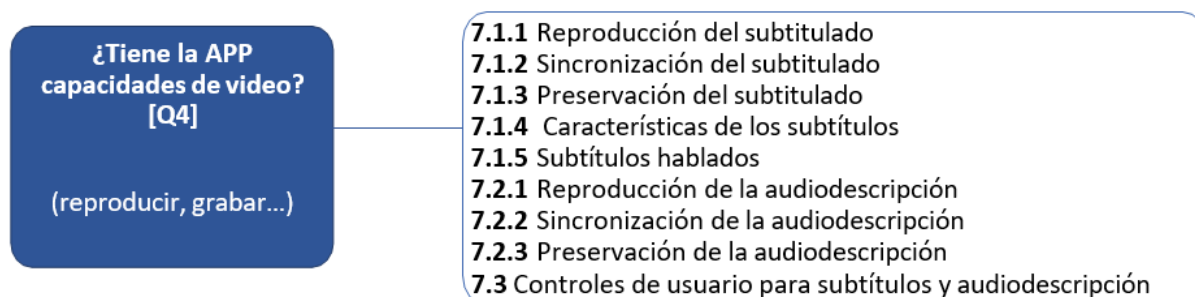 ¿Tiene la APP
capacidades de video?
[Q4]
(reproducir, grabar...)
7.1.1 Reproducción del subtitulado
7.1.2 Sincronización del subtitulado
7.1.3 Preservación del subtitulado
7.1.4 Características de los subtítulos
7.1.5 Subtítulos hablados
7.2.1 Reproducción de la audiodescripción
7.2.2 Sincronización de la audiodescripción
7.2.3 Preservación de la audiodescripción
7.3 Controles de usuario para subtítulos y audiodescripción